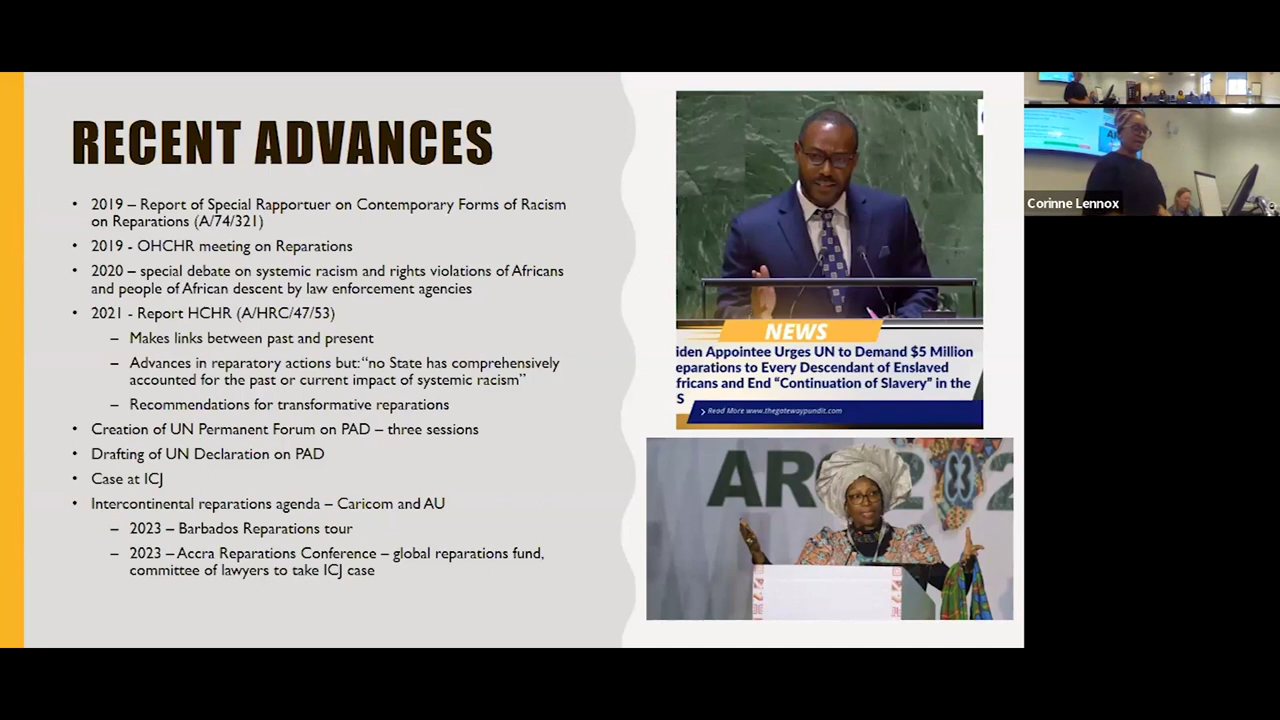 RECENT ADVANCES
• 2019 – Report of Special Rapportuer on Contemporary Forms of Racism
on Reparations (A/74/321)
• 2019 - OHCHR meeting on Reparations
• 2020 – special debate on systemic racism and rights violations of Africans
and people of African descent by law enforcement agencies
• 2021 - Report HCHR (A/HRC/47/53)
– Makes links between past and present
– Advances in reparatory actions but: “no State has comprehensively
accounted for the past or current impact of systemic racism”
– Recommendations for transformative reparations
• Creation of UN Permanent Forum on PAD – three sessions
• Drafting of UN Declaration on PAD
• Case at ICJ
• Intercontinental reparations agenda – Caricom and AU
– 2023 – Barbados Reparations tour
– 2023 – Accra Reparations Conference – global reparations fund,
committee of lawyers to take ICJ case
NEWS
iden Appointee Urges UN to Demand $5 Million
eparations to Every Descendant of Enslaved
fricans and End “Continuation of Slavery” in the
S
Read More www.thegatewaypundit.com
AR
2
Corinne Lennox